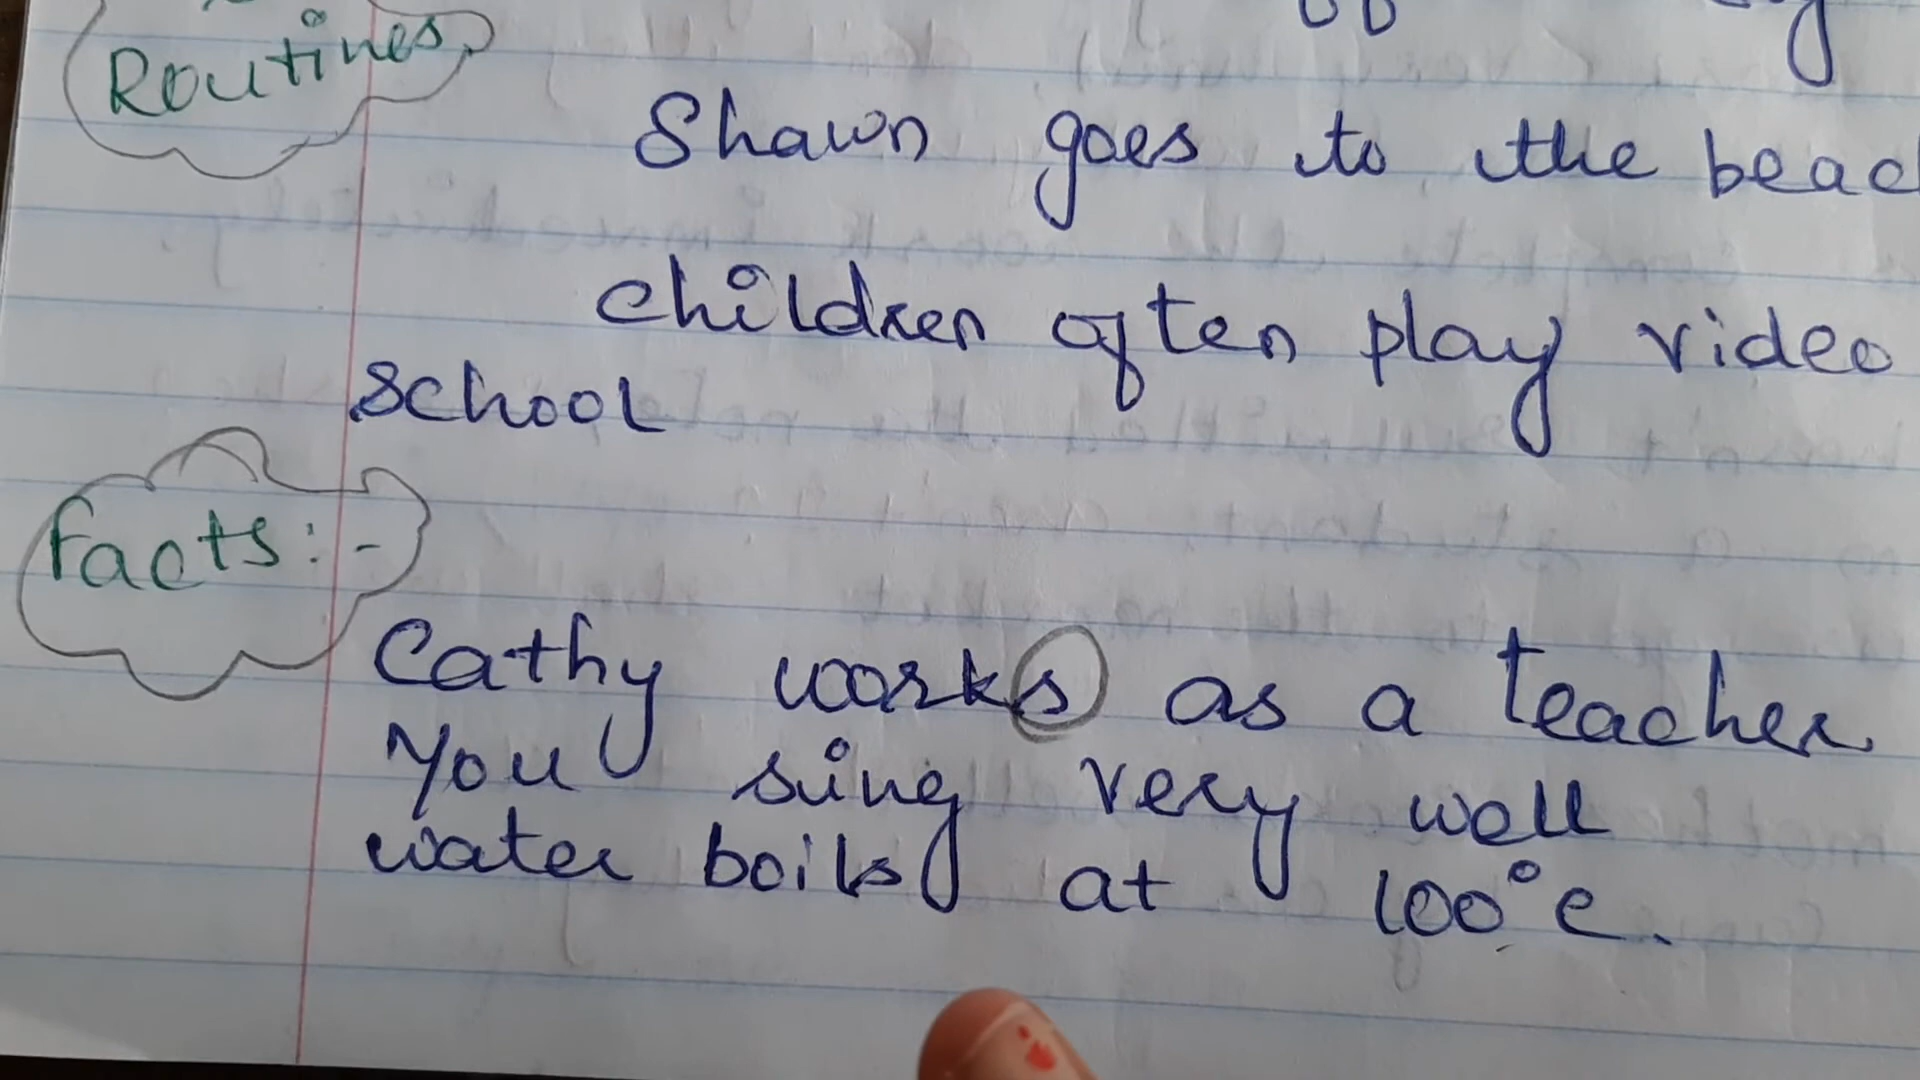 Routines
Shawn goes to the
children often play video
school
Facts:-
Cathy works as a teacher
You sing very well
water boils at 100°c.